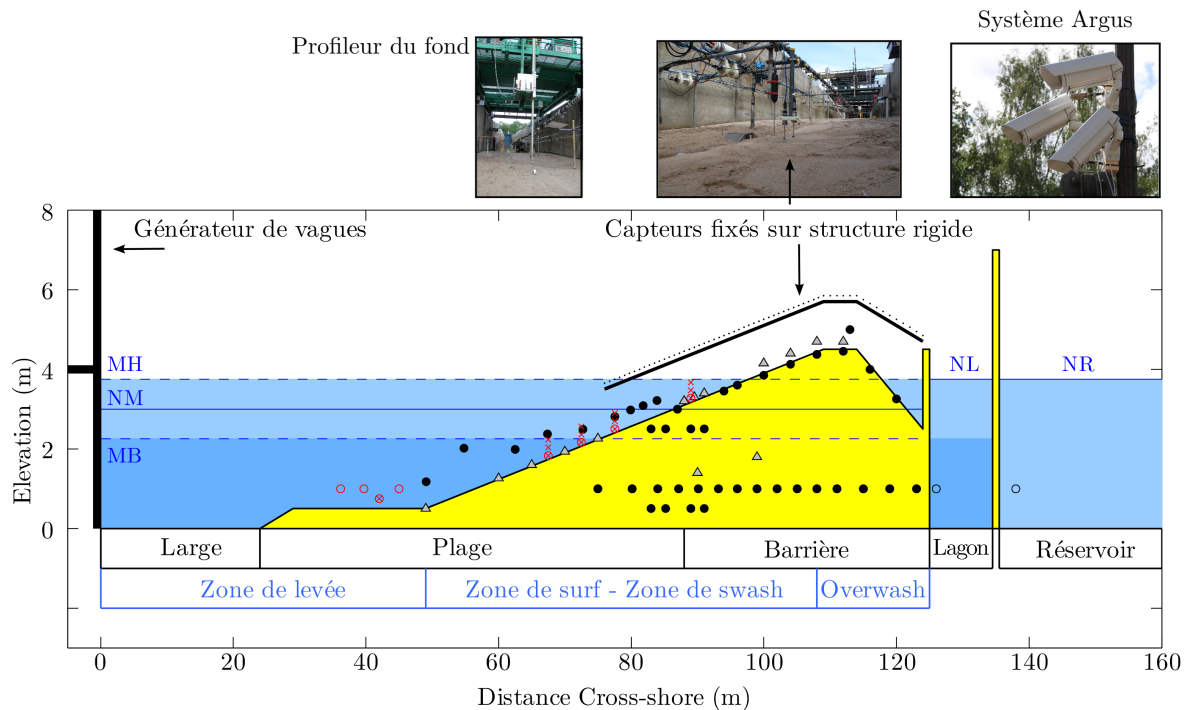 Système Argus
Profileur du fond
8
Générateur de vagues
Capteurs fixés sur structure rigide
6
MH
NL
NR
4
NM
MB
2
0
Elevation (m)
Large
Plage
Barrière
Lagon
Réservoir
Zone de levée
Zone de surf - Zone de swash
Overwash
0 20 40 60 80 100 120 140 160
Distance Cross-shore (m)